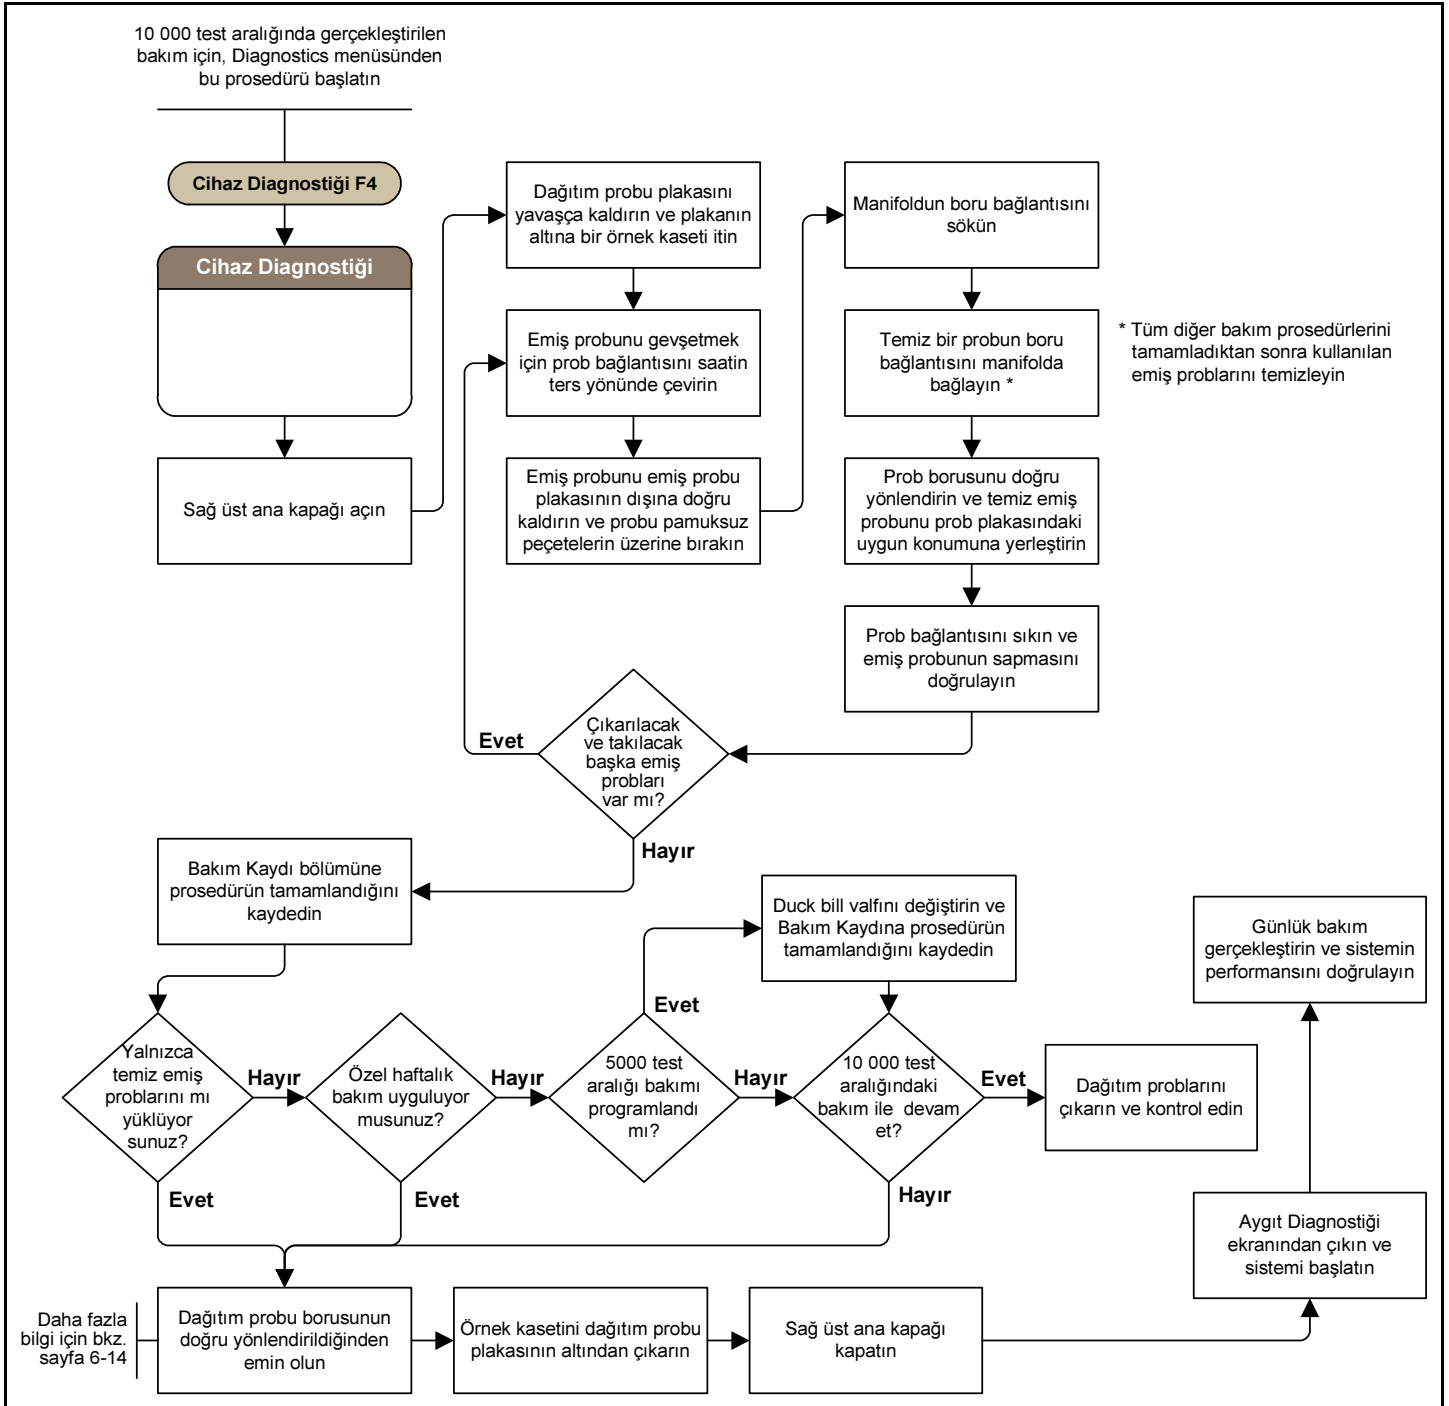 10 000 test aralığında gerçekleştirilen
bakım için, Diagnostics menüsünden
bu prosedürü başlatın
Cihaz Diagnostiği F4
Cihaz Diagnostiği
Sağ üst ana kapağı açın
Dağıtım probu plakasını
yavaşça kaldırın ve plakanın
altına bir örnek kaseti itin
Emiş probunu gevşetmek
için prob bağlantısını saatin
ters yönünde çevirin
Emiş probunu emiş probu
plakasının dışına doğru
kaldırın ve probu pamuksuz
peçetelerin üzerine bırakın
Manifoldun boru bağlantısını
sökün
Temiz bir probun boru
bağlantısını manifolda
bağlayın *
* Tüm diğer bakım prosedürlerini
tamamladıktan sonra kullanılan
emiş problarını temizleyin
Prob borusunu doğru
yönlendirin ve temiz emiş
probunu prob plakasındaki
uygun konumuna yerleştirin
Prob bağlantısını sıkın ve
emiş probunun sapmasını
doğrulayın
Çıkarılacak
ve takılacak
başka emiş
probları
var mı?
Evet
Hayır
Bakım Kaydı bölümüne
prosedürün tamamlandığını
kaydedin
Yalnızca
temiz emiş
problarını mı
yüklüyor
sunuz?
Hayır
Evet
Özel haftalık
bakım uyguluyor
musunuz?
Hayır
Evet
5000 test
aralığı bakımı
programlandı
mı?
Evet
Hayır
Duck bill valfını değiştirin ve
Bakım Kaydına prosedürün
tamamlandığını kaydedin
10 000 test
aralığındaki
bakım ile  devam
et?
Evet
Hayır
Dağıtım problarını
çıkarın ve kontrol edin
Daha fazla
bilgi için bkz.
sayfa 6-14
Dağıtım probu borusunun
doğru yönlendirildiğinden
emin olun
Örnek kasetini dağıtım probu
plakasının altından çıkarın
Sağ üst ana kapağı
kapatın
Aygıt Diagnostiği
ekranından çıkın ve
sistemi başlatın
Günlük bakım
gerçekleştirin ve sistemin
performansını doğrulayın